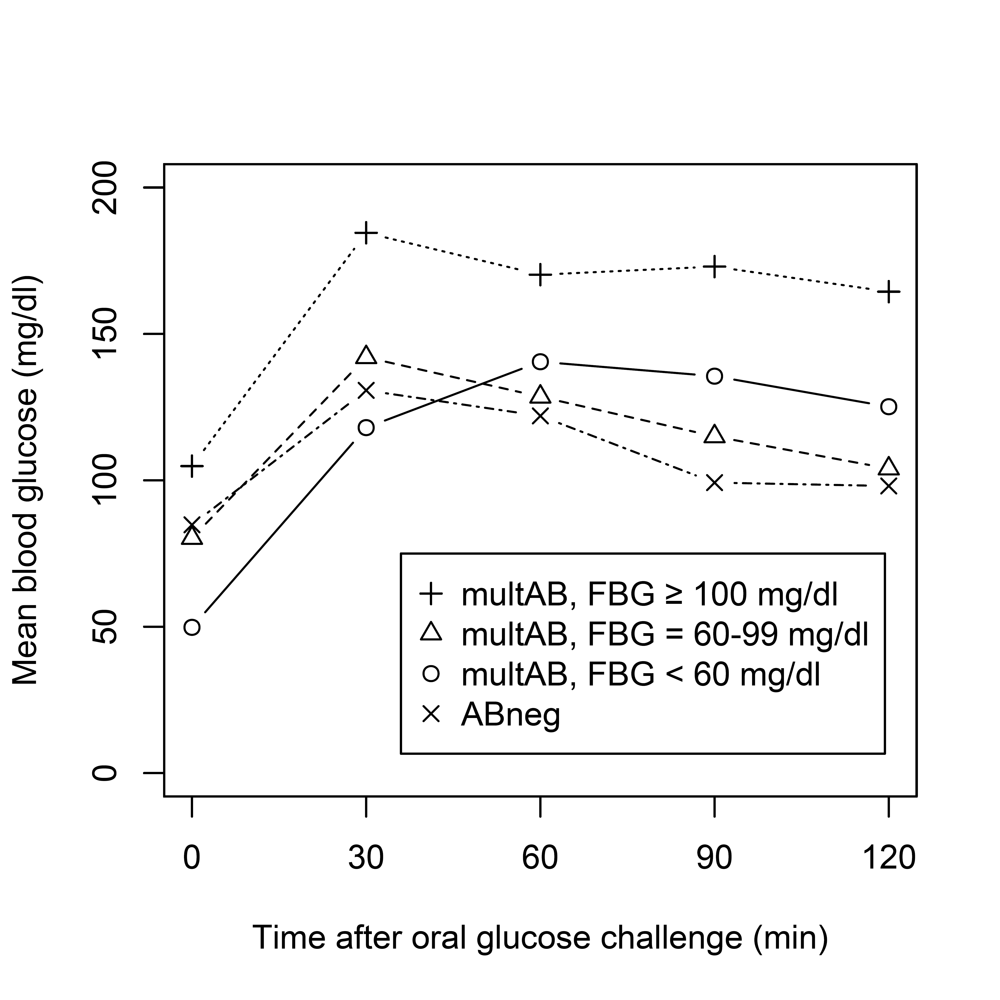 Mean blood glucose (mg/dl)
200
150
100
50
0
multAB, FBG ≥ 100 mg/dl
multAB, FBG = 60-99 mg/dl
multAB, FBG < 60 mg/dl
ABneg
0 30 60 90 120
Time after oral glucose challenge (min)